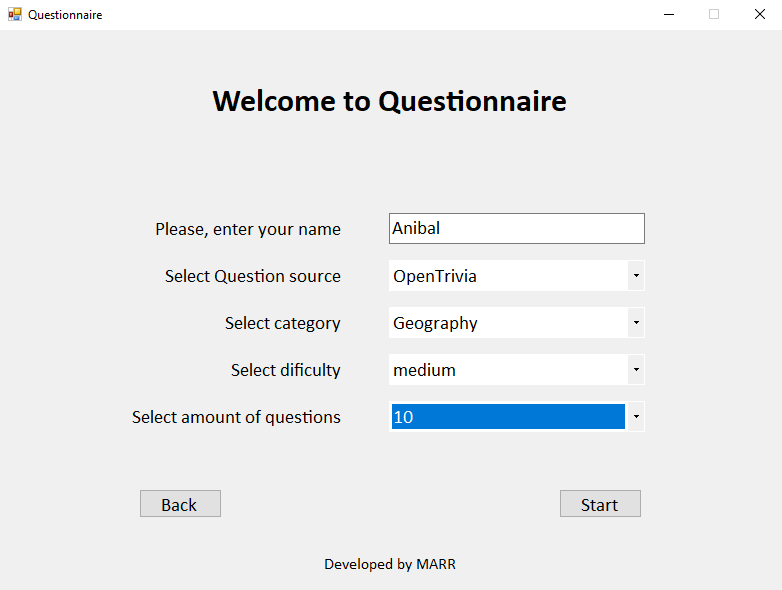 Questionnaire
Welcome to Questionnaire
Please, enter your name Anibal
Select Question source OpenTrivia
Select category Geography
Select dificulty medium
Select amount of questions 10
Back Start
Developed by MARR